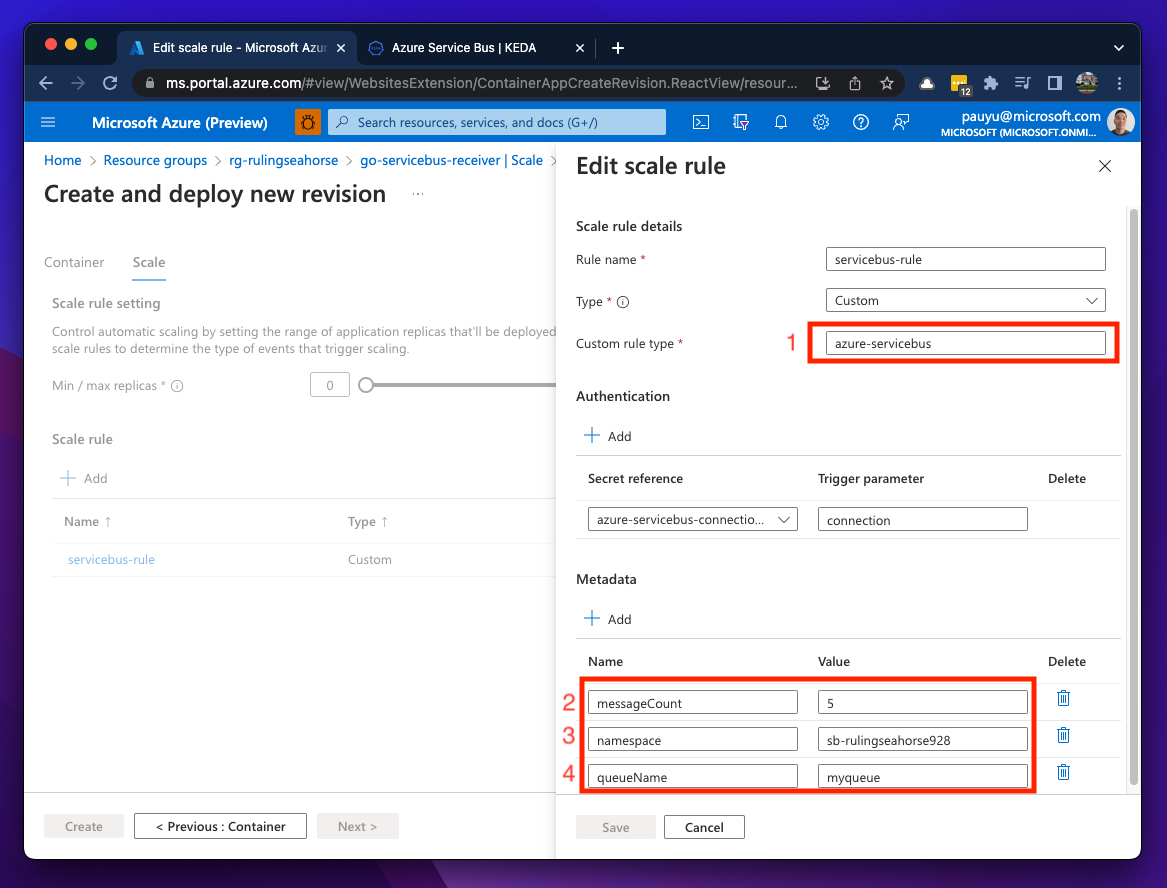 Edit scale rule - Microsoft Azur
Azure Service Bus | KEDA
ms.portal.azure.com/#view/WebsitesExtension/ContainerAppCreateRevision.ReactView/resour...
12
Microsoft Azure (Preview)
Search resources, services, and docs (G+/)
pauyu@microsoft.com
MICROSOFT (MICROSOFT.ONMI...
Home > Resource groups > rg-rulingseahorse > go-servicebus-receiver | Scale >
Create and deploy new revision ...
Container Scale
Scale rule setting
Control automatic scaling by setting the range of application replicas that'll be deployed
scale rules to determine the type of events that trigger scaling.
Min / max replicas * 0
Scale rule
Add
Name ↑ Type ↑
servicebus-rule Custom
Create < Previous : Container Next >
Edit scale rule
Scale rule details
Rule name * servicebus-rule
Type * Custom
Custom rule type * 1 azure-servicebus
Authentication
Add
Secret reference Trigger parameter Delete
azure-servicebus-connectio... connection
Metadata
Add
Name Value Delete
2 messageCount 5
3 namespace sb-rulingseahorse928
4 queueName myqueue
Save Cancel